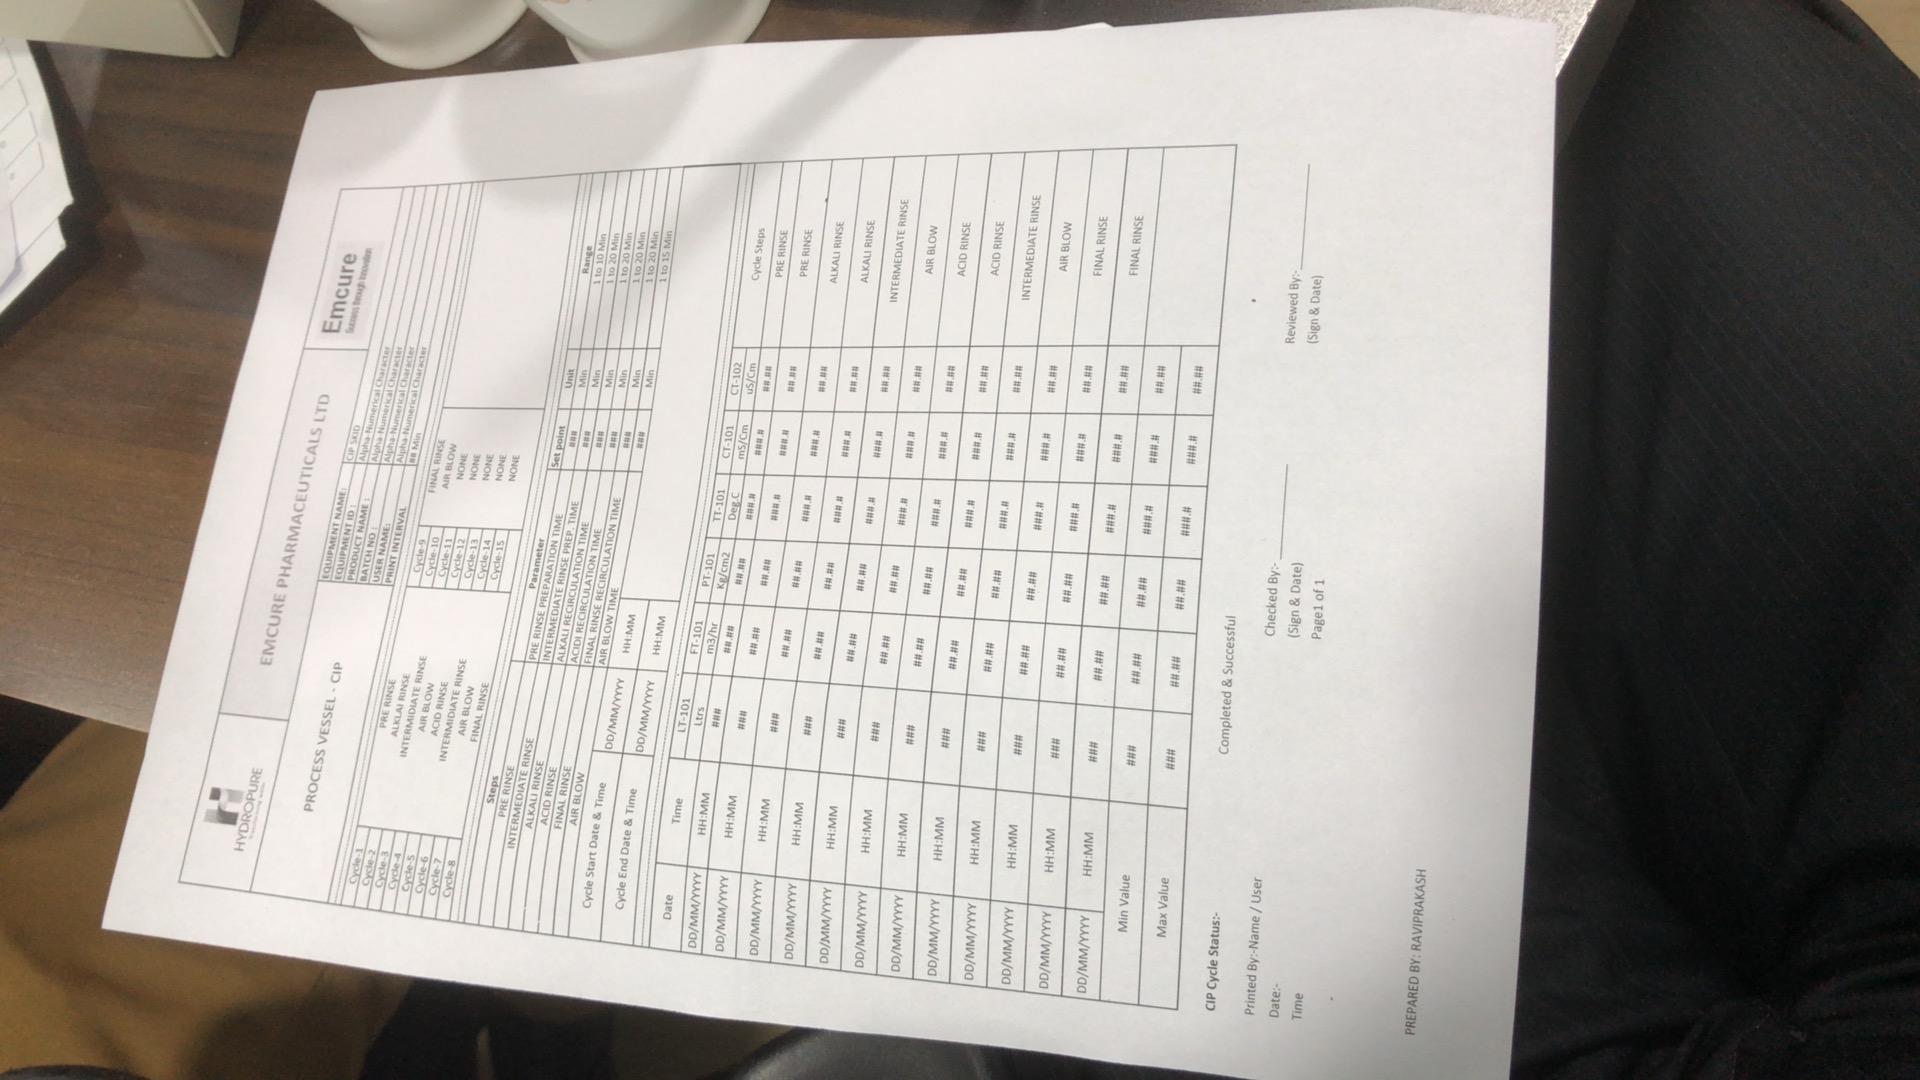 HYDROPURE
EMCURE PHARMACEUTICALS LTD
Emcure
Success through innovation
PROCESS VESSEL - CIP
EQUIPMENT NAME: CIP SKID
EQUIPMENT ID : Alpha-Numerical Character
PRODUCT NAME : Alpha-Numerical Character
BATCH NO : Alpha-Numerical Character
USER NAME: Alpha-Numerical Character
PRINT INTERVAL ## Min
Cycle-1 PRE RINSE Cycle-9 FINAL RINSE
Cycle-2 ALKLAI RINSE Cycle-10 AIR BLOW
Cycle-3 INTERMIDIATE RINSE Cycle-11 NONE
Cycle-4 AIR BLOW Cycle-12 NONE
Cycle-5 ACID RINSE Cycle-13 NONE
Cycle-6 INTERMIDIATE RINSE Cycle-14 NONE
Cycle-7 AIR BLOW Cycle-15 NONE
Cycle-8 FINAL RINSE
Steps Parameter Set point Unit Range
PRE RINSE PRE RINSE PREPARATION TIME ### Min 1 to 10 Min
INTERMEDIATE RINSE INTERMEDIATE RINSE PREP. TIME ### Min 1 to 20 Min
ALKALI RINSE ALKALI RECIRCULATION TIME ### Min 1 to 20 Min
ACID RINSE ACIDI RECIRCULATION TIME ### Min 1 to 20 Min
FINAL RINSE FINAL RINSE RECIRCULATION TIME ### Min 1 to 20 Min
AIR BLOW AIR BLOW TIME ### Min 1 to 15 Min
Cycle Start Date & Time DD/MM/YYYY HH:MM
Cycle End Date & Time DD/MM/YYYY HH:MM
Date Time LT-101 FT-101 PT-101 TT-101 CT-101 CT-102 Cycle Steps
Ltrs m3/hr Kg/cm2 Deg.C mS/Cm uS/Cm
DD/MM/YYYY HH:MM ### ##.## ##.## ###.# ###.# ##.## PRE RINSE
DD/MM/YYYY HH:MM ### ##.## ##.## ###.# ###.# ##.## PRE RINSE
DD/MM/YYYY HH:MM ### ##.## ##.## ###.# ###.# ##.## ALKALI RINSE
DD/MM/YYYY HH:MM ### ##.## ##.## ###.# ###.# ##.## ALKALI RINSE
DD/MM/YYYY HH:MM ### ##.## ##.## ###.# ###.# ##.## INTERMEDIATE RINSE
DD/MM/YYYY HH:MM ### ##.## ##.## ###.# ###.# ##.## AIR BLOW
DD/MM/YYYY HH:MM ### ##.## ##.## ###.# ###.# ##.## ACID RINSE
DD/MM/YYYY HH:MM ### ##.## ##.## ###.# ###.# ##.## ACID RINSE
DD/MM/YYYY HH:MM ### ##.## ##.## ###.# ###.# ##.## INTERMEDIATE RINSE
DD/MM/YYYY HH:MM ### ##.## ##.## ###.# ###.# ##.## AIR BLOW
DD/MM/YYYY HH:MM ### ##.## ##.## ###.# ###.# ##.## FINAL RINSE
DD/MM/YYYY HH:MM ### ##.## ##.## ###.# ###.# ##.## FINAL RINSE
Min Value ### ##.## ##.## ###.# ###.# ##.##
Max Value ### ##.## ##.## ###.# ###.# ##.##
CIP Cycle Status:- Completed & Successful
Printed By:-Name / User Checked By:- Reviewed By:-
Date:- (Sign & Date) (Sign & Date)
Time Page1 of 1
PREPARED BY: RAVIPRAKASH